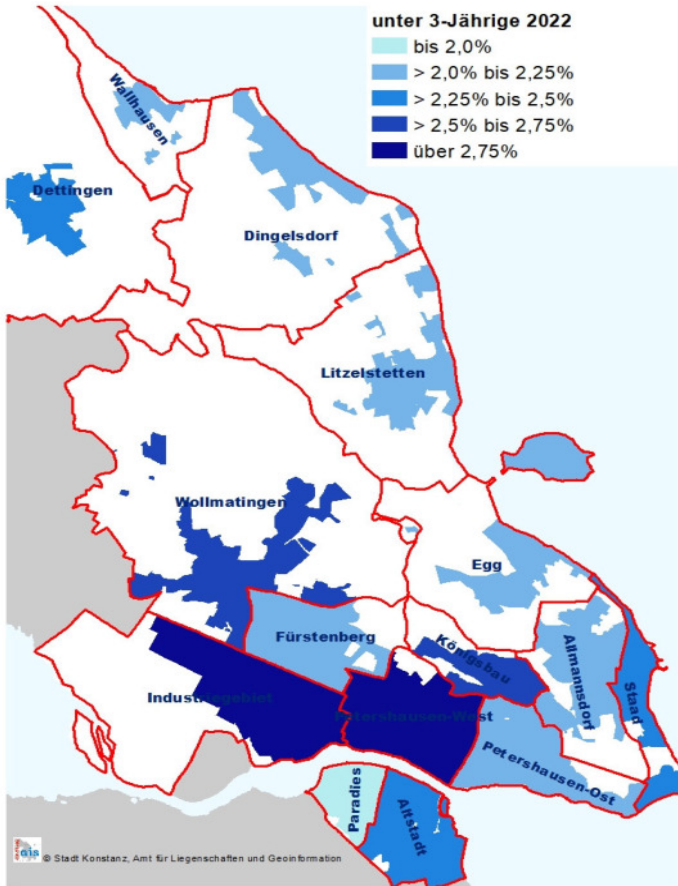 unter 3-Jährige 2022
bis 2,0%
> 2,0% bis 2,25%
> 2,25% bis 2,5%
> 2,5% bis 2,75%
über 2,75%
Wallhausen
Dettingen
Dingelsdorf
Litzelstetten
Wollmatingen
Egg
Fürstenberg
Königsbau
Allmannsdorf
Staad
Industriegebiet
Petershausen-West
Petershausen-Ost
Paradies
Altstadt
GIS
© Stadt Konstanz, Amt für Liegenschaften und Geoinformation